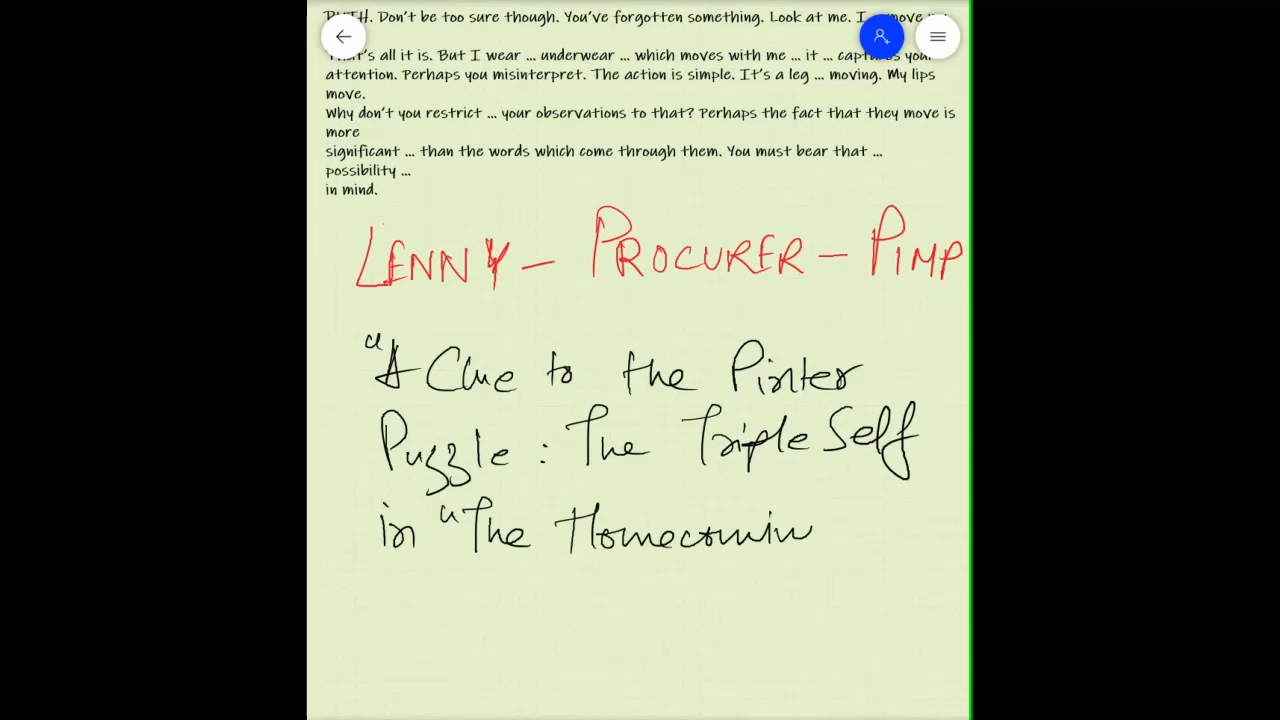 RUTH. Don't be too sure though. You've forgotten something. Look at me. I ... move
That's all it is. But I wear ... underwear ... which moves with me ... it ... captures your
attention. Perhaps you misinterpret. The action is simple. It's a leg ... moving. My lips
move.
Why don't you restrict ... your observations to that? Perhaps the fact that they move is
more
significant ... than the words which come through them. You must bear that ...
possibility ...
in mind.
LENNY – PROCURER – PIMP
"A Clue to the Pinter
Puzzle : The Triple Self
in "The Homecomin